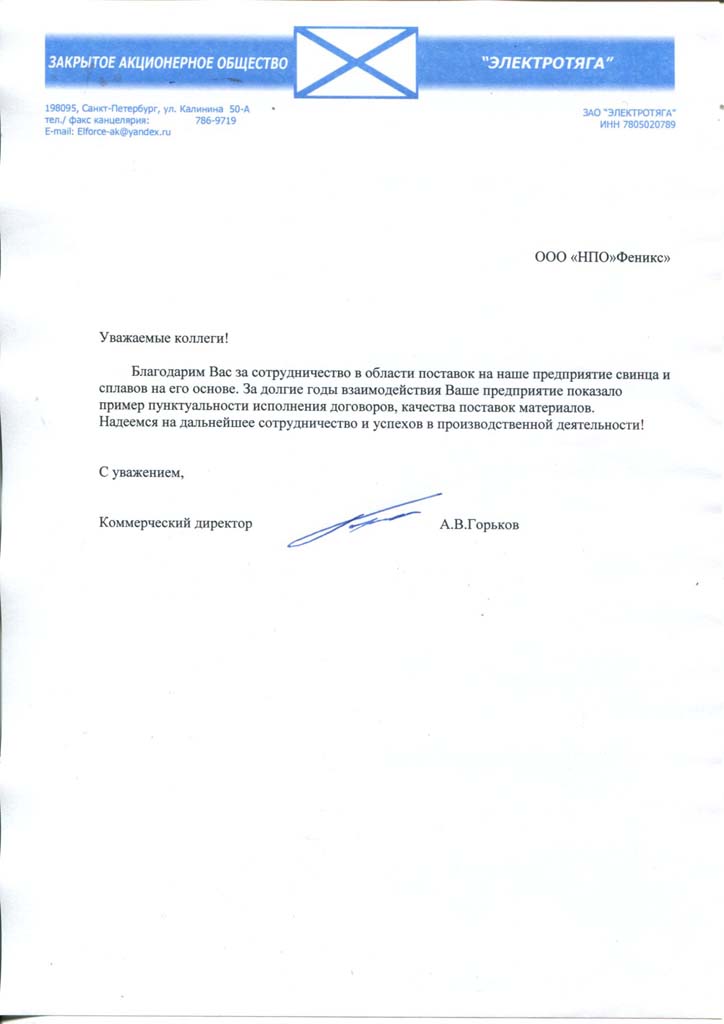 ЗАКРЫТОЕ АКЦИОНЕРНОЕ ОБЩЕСТВО "ЭЛЕКТРОТЯГА"
198095, Санкт-Петербург, ул. Калинина 50-А
тел./ факс канцелярия: 786-9719
E-mail: Elforce-ak@yandex.ru
ЗАО "ЭЛЕКТРОТЯГА"
ИНН 7805020789
ООО «НПО»Феникс»
Уважаемые коллеги!
Благодарим Вас за сотрудничество в области поставок на наше предприятие свинца и
сплавов на его основе. За долгие годы взаимодействия Ваше предприятие показало
пример пунктуальности исполнения договоров, качества поставок материалов.
Надеемся на дальнейшее сотрудничество и успехов в производственной деятельности!
С уважением,
Коммерческий директор А.В.Горьков